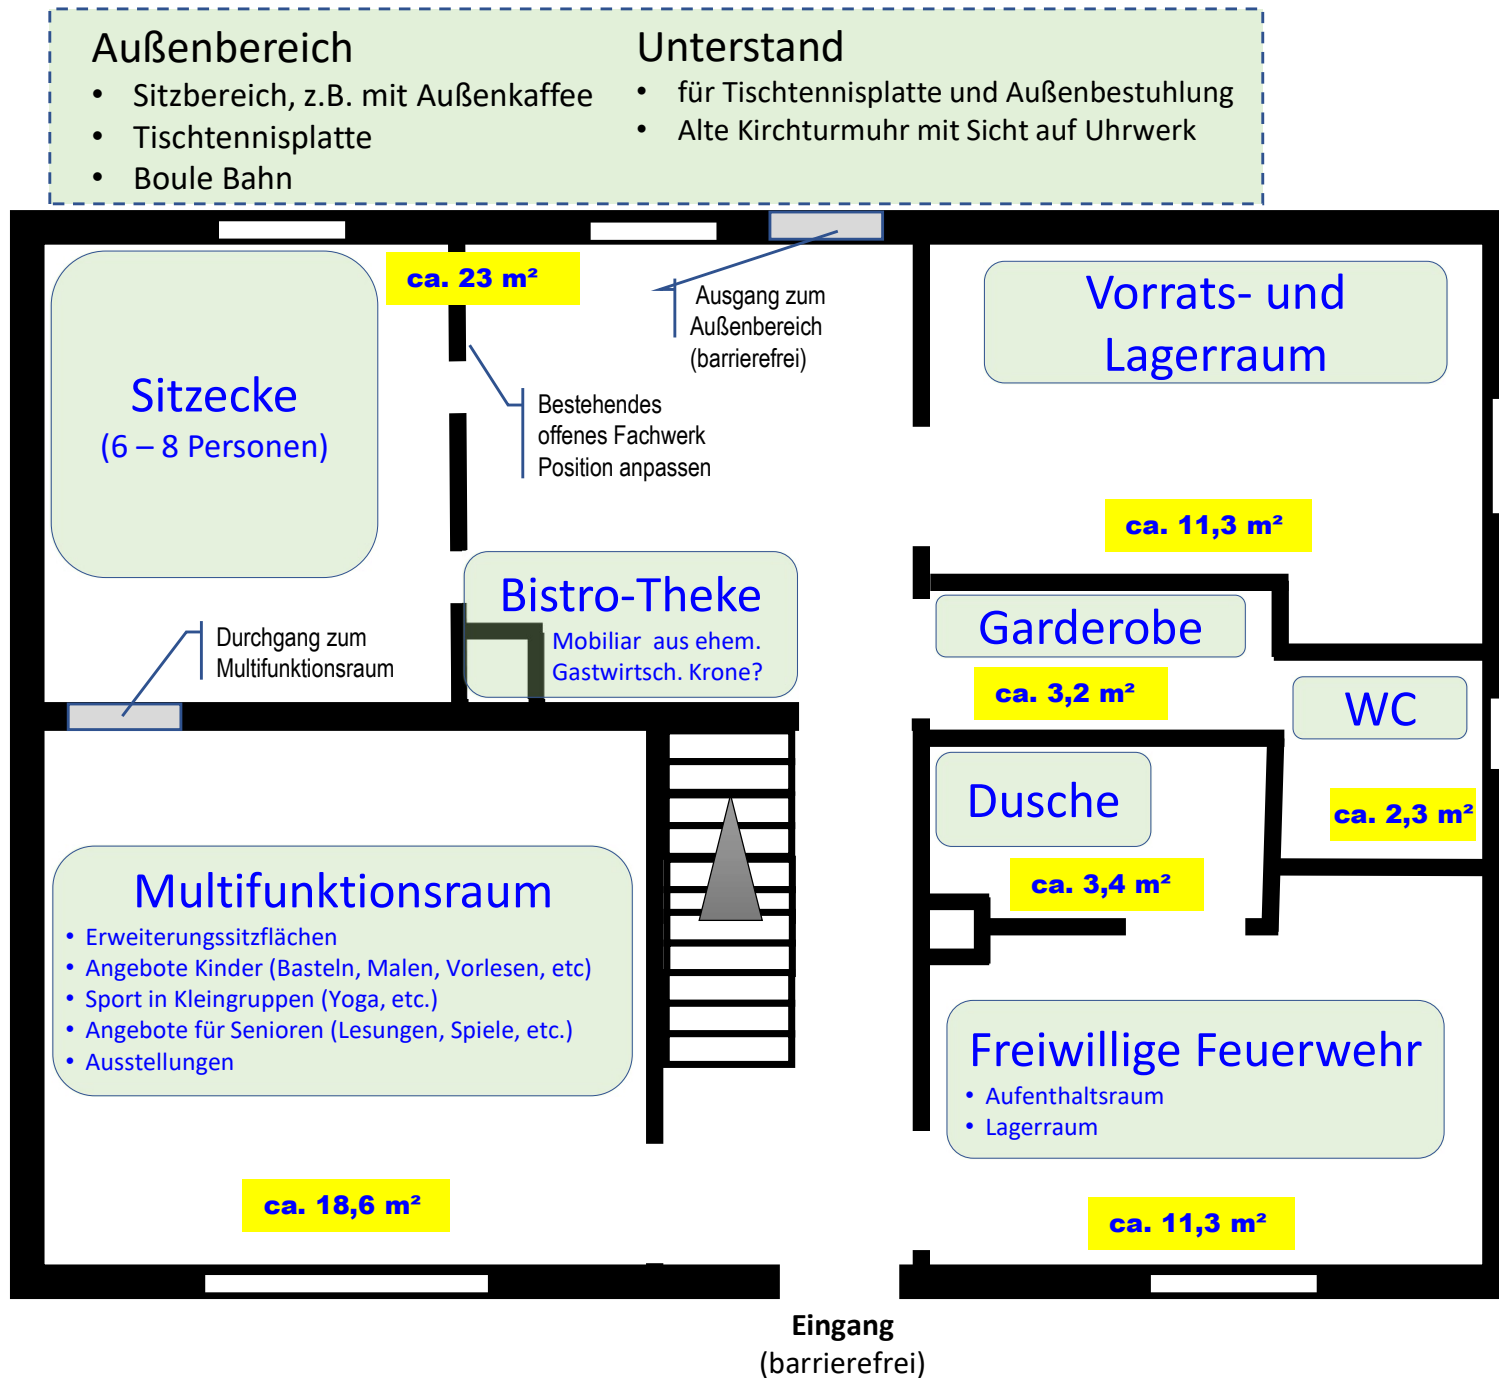 Außenbereich
• Sitzbereich, z.B. mit Außenkaffee
• Tischtennisplatte
• Boule Bahn
Unterstand
• für Tischtennisplatte und Außenbestuhlung
• Alte Kirchturmuhr mit Sicht auf Uhrwerk
ca. 23 m²
Sitzecke
(6 – 8 Personen)
Ausgang zum
Außenbereich
(barrierefrei)
Bestehendes
offenes Fachwerk
Position anpassen
Vorrats- und
Lagerraum
ca. 11,3 m²
Bistro-Theke
Mobiliar aus ehem.
Gastwirtsch. Krone?
Durchgang zum
Multifunktionsraum
Garderobe
ca. 3,2 m²
WC
ca. 2,3 m²
Dusche
ca. 3,4 m²
Multifunktionsraum
• Erweiterungssitzflächen
• Angebote Kinder (Basteln, Malen, Vorlesen, etc)
• Sport in Kleingruppen (Yoga, etc.)
• Angebote für Senioren (Lesungen, Spiele, etc.)
• Ausstellungen
ca. 18,6 m²
Freiwillige Feuerwehr
• Aufenthaltsraum
• Lagerraum
ca. 11,3 m²
Eingang
(barrierefrei)